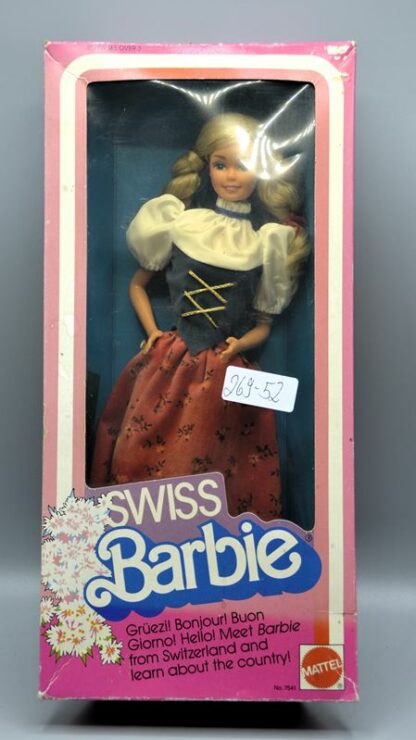 269-52
SWISS
Barbie®
Grüezi! Bonjour! Buon
Giorno! Hello! Meet Barbie
from Switzerland and
learn about the country!
MATTEL
®
No. 7541